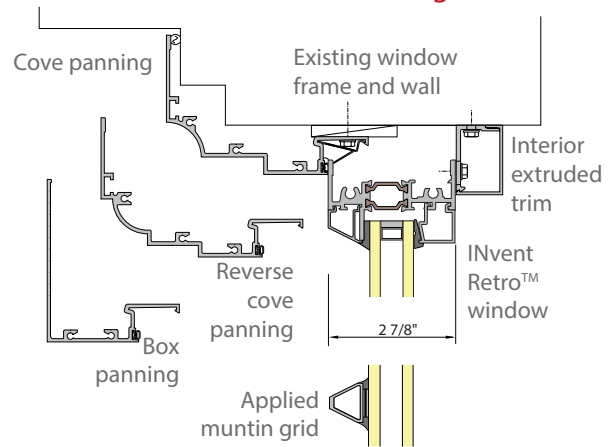 Cove panning
Existing window
frame and wall
Interior
extruded
trim
INvent
Retro™
window
Reverse
cove
panning
2 7/8"
Box
panning
Applied
muntin grid